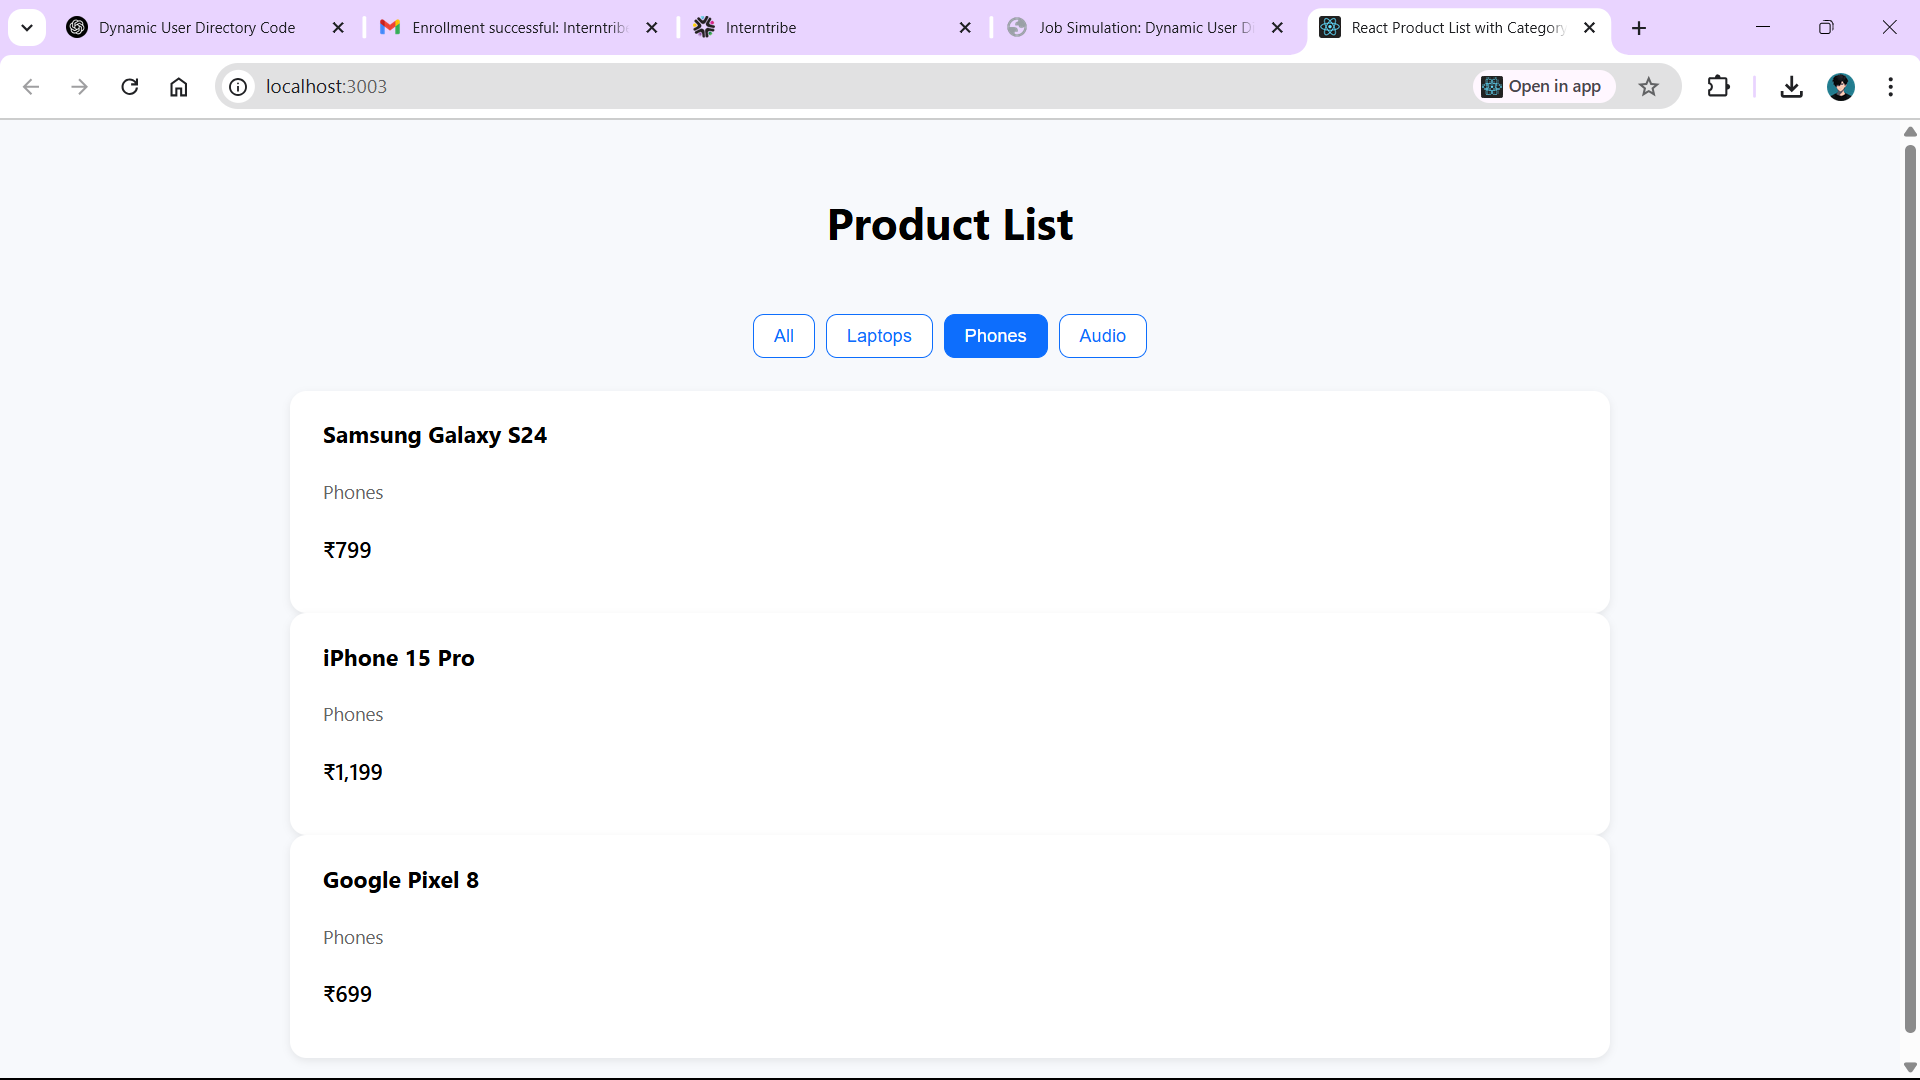 Dynamic User Directory Code
Enrollment successful: Interntribe
Interntribe
Job Simulation: Dynamic User D
React Product List with Category
localhost:3003
Open in app
Product List
All
Laptops
Phones
Audio
Samsung Galaxy S24
Phones
₹799
iPhone 15 Pro
Phones
₹1,199
Google Pixel 8
Phones
₹699